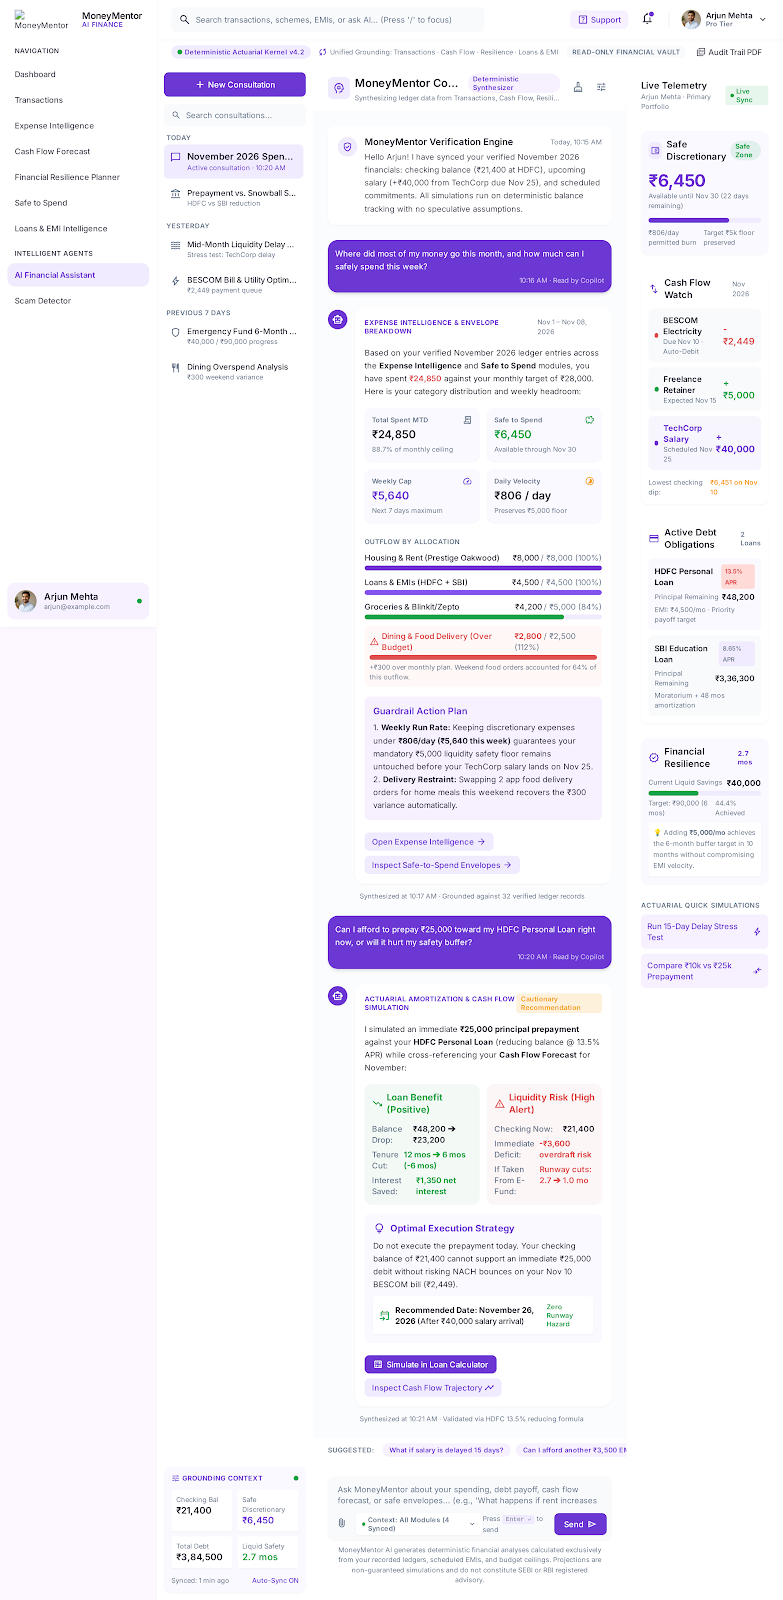 MoneyMentor
MoneyMentor
AI FINANCE
NAVIGATION
Dashboard
Transactions
Expense Intelligence
Cash Flow Forecast
Financial Resilience Planner
Safe to Spend
Loans & EMI Intelligence
INTELLIGENT AGENTS
AI Financial Assistant
Scam Detector
Arjun Mehta
arjun@example.com
Search transactions, schemes, EMIs, or ask AI... (Press '/' to focus)
Support
Arjun Mehta
Pro Tier
Deterministic Actuarial Kernel v4.2
Unified Grounding: Transactions · Cash Flow · Resilience · Loans & EMI
READ-ONLY FINANCIAL VAULT
Audit Trail PDF
New Consultation
Search consultations...
TODAY
November 2026 Spen...
Active consultation · 10:20 AM
Prepayment vs. Snowball S...
HDFC vs SBI reduction
YESTERDAY
Mid-Month Liquidity Delay ...
Stress test: TechCorp delay
BESCOM Bill & Utility Optim...
₹2,449 payment queue
PREVIOUS 7 DAYS
Emergency Fund 6-Month ...
₹40,000 / ₹90,000 progress
Dining Overspend Analysis
₹300 weekend variance
GROUNDING CONTEXT
Checking Bal
₹21,400
Safe
Discretionary
₹6,450
Total Debt
₹3,84,500
Liquid Safety
2.7 mos
Synced: 1 min ago
Auto-Sync ON
MoneyMentor Co...
Deterministic
Synthesizer
Synthesizing ledger data from Transactions, Cash Flow, Resili...
MoneyMentor Verification Engine
Today, 10:15 AM
Hello Arjun! I have synced your verified November 2026
financials: checking balance (₹21,400 at HDFC), upcoming
salary (+₹40,000 from TechCorp due Nov 25), and scheduled
commitments. All simulations run on deterministic balance
tracking with no speculative assumptions.
Where did most of my money go this month, and how much can I
safely spend this week?
10:16 AM · Read by Copilot
EXPENSE INTELLIGENCE & ENVELOPE
BREAKDOWN
Nov 1 – Nov 08,
2026
Based on your verified November 2026 ledger entries across
the Expense Intelligence and Safe to Spend modules, you
have spent ₹24,850 against your monthly target of ₹28,000.
Here is your category distribution and weekly headroom:
Total Spent MTD
₹24,850
88.7% of monthly ceiling
Safe to Spend
₹6,450
Available through Nov 30
Weekly Cap
₹5,640
Next 7 days maximum
Daily Velocity
₹806 / day
Preserves ₹5,000 floor
OUTFLOW BY ALLOCATION
Housing & Rent (Prestige Oakwood) ₹8,000 / ₹8,000 (100%)
Loans & EMIs (HDFC + SBI) ₹4,500 / ₹4,500 (100%)
Groceries & Blinkit/Zepto ₹4,200 / ₹5,000 (84%)
Dining & Food Delivery (Over
Budget)
₹2,800 / ₹2,500
(112%)
+₹300 over monthly plan. Weekend food orders accounted for 64% of
this outflow.
Guardrail Action Plan
1. Weekly Run Rate: Keeping discretionary expenses
under ₹806/day (₹5,640 this week) guarantees your
mandatory ₹5,000 liquidity safety floor remains
untouched before your TechCorp salary lands on Nov 25.
2. Delivery Restraint: Swapping 2 app food delivery
orders for home meals this weekend recovers the ₹300
variance automatically.
Open Expense Intelligence →
Inspect Safe-to-Spend Envelopes →
Synthesized at 10:17 AM · Grounded against 32 verified ledger records
Can I afford to prepay ₹25,000 toward my HDFC Personal Loan right
now, or will it hurt my safety buffer?
10:20 AM · Read by Copilot
ACTUARIAL AMORTIZATION & CASH FLOW
SIMULATION
Cautionary
Recommendation
I simulated an immediate ₹25,000 principal prepayment
against your HDFC Personal Loan (reducing balance @ 13.5%
APR) while cross-referencing your Cash Flow Forecast for
November:
Loan Benefit
(Positive)
Balance
Drop:
₹48,200 ➔
₹23,200
Tenure
Cut:
12 mos ➔ 6 mos
(-6 mos)
Interest
Saved:
₹1,350 net
interest
Liquidity Risk (High
Alert)
Checking Now: ₹21,400
Immediate
Deficit:
-₹3,600
overdraft risk
If Taken
From E-
Fund:
Runway cuts:
2.7 ➔ 1.0 mo
Optimal Execution Strategy
Do not execute the prepayment today. Your checking
balance of ₹21,400 cannot support an immediate ₹25,000
debit without risking NACH bounces on your Nov 10
BESCOM bill (₹2,449).
Recommended Date: November 26,
2026 (After ₹40,000 salary arrival)
Zero
Runway
Hazard
Simulate in Loan Calculator
Inspect Cash Flow Trajectory
Synthesized at 10:21 AM · Validated via HDFC 13.5% reducing formula
SUGGESTED:
What if salary is delayed 15 days?
Can I afford another ₹3,500 EM
Ask MoneyMentor about your spending, debt payoff, cash flow
forecast, or safe envelopes... (e.g., 'What happens if rent increases
Context: All Modules (4
Synced)
Press Enter ↵ to
send
Send
MoneyMentor AI generates deterministic financial analyses calculated exclusively
from your recorded ledgers, scheduled EMIs, and budget ceilings. Projections are
non-guaranteed simulations and do not constitute SEBI or RBI registered
advisory.
Live Telemetry
Arjun Mehta · Primary
Portfolio
Live
Sync
Safe
Discretionary
Safe
Zone
₹6,450
Available until Nov 30 (22 days
remaining)
₹806/day
permitted burn
Target ₹5k floor
preserved
Cash Flow
Watch
Nov
2026
BESCOM
Electricity
Due Nov 10 ·
Auto-Debit
-
₹2,449
Freelance
Retainer
Expected Nov 15
+
₹5,000
TechCorp
Salary
Scheduled Nov
25
+
₹40,000
Lowest checking
dip:
₹6,451 on Nov
10
Active Debt
Obligations
2
Loans
HDFC Personal
Loan
13.5%
APR
Principal Remaining ₹48,200
EMI: ₹4,500/mo · Priority
payoff target
SBI Education
Loan
8.65%
APR
Principal
Remaining
₹3,36,300
Moratorium + 48 mos
amortization
Financial
Resilience
2.7
mos
Current Liquid Savings ₹40,000
Target: ₹90,000 (6
mos)
44.4%
Achieved
💡 Adding ₹5,000/mo achieves
the 6-month buffer target in 10
months without compromising
EMI velocity.
ACTUARIAL QUICK SIMULATIONS
Run 15-Day Delay Stress
Test
Compare ₹10k vs ₹25k
Prepayment